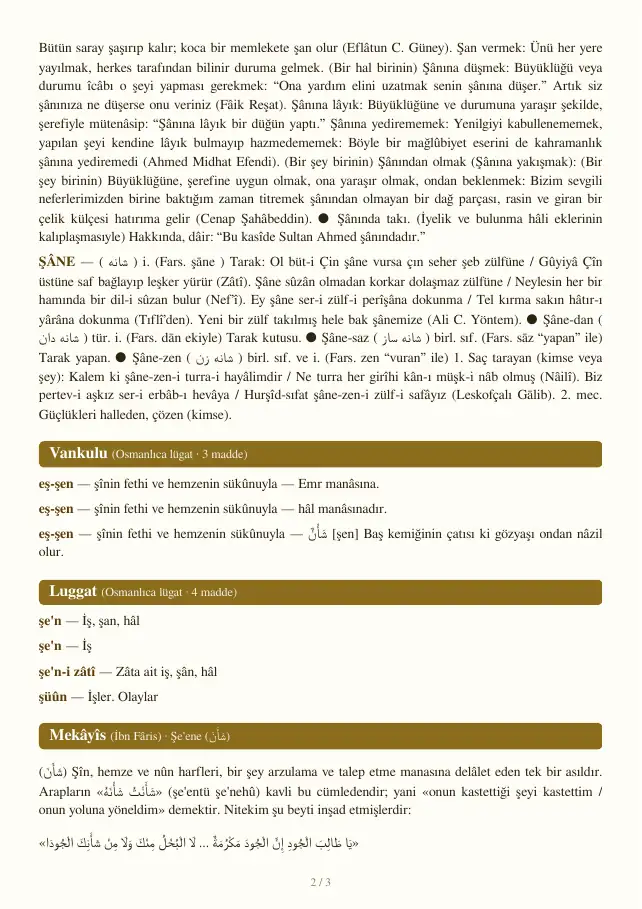 Bütün saray şaşırıp kalır; koca bir memlekete şan olur (Eflâtun C. Güney). Şan vermek: Ünü her yere
yayılmak, herkes tarafından bilinir duruma gelmek. (Bir hal birinin) Şânına düşmek: Büyüklüğü veya
durumu îcâbı o şeyi yapması gerekmek: “Ona yardım elini uzatmak senin şânına düşer.” Artık siz
şânınıza ne düşerse onu veriniz (Fâik Reşat). Şânına lâyık: Büyüklüğüne ve durumuna yaraşır şekilde,
şerefiyle mütenâsip: “Şânına lâyık bir düğün yaptı.” Şânına yedirememek: Yenilgiyi kabullenememek,
yapılan şeyi kendine lâyık bulmayıp hazmedememek: Böyle bir mağlûbiyet eserini de kahramanlık
şânına yediremedi (Ahmed Midhat Efendi). (Bir şey birinin) Şânından olmak (Şânına yakışmak): (Bir
şey birinin) Büyüklüğüne, şerefine uygun olmak, ona yaraşır olmak, ondan beklenmek: Bizim sevgili
neferlerimizden birine baktığım zaman titremek şânından olmayan bir dağ parçası, rasin ve giran bir
çelik külçesi hatırıma gelir (Cenap Şahâbeddin). ● Şânında takı. (İyelik ve bulunma hâli eklerinin
kalıplaşmasıyle) Hakkında, dâir: “Bu kasîde Sultan Ahmed şânındadır.”
ŞÂNE — ( شانه ) i. (Fars. şāne ) Tarak: Ol büt-i Çin şâne vursa çın seher şeb zülfüne / Gûyiyâ Çîn
üstüne saf bağlayıp leşker yürür (Zâtî). Şâne sûzân olmadan korkar dolaşmaz zülfüne / Neylesin her bir
hamında bir dil-i sûzan bulur (Nef’î). Ey şâne ser-i zülf-i perîşâna dokunma / Tel kırma sakın hâtır-ı
yârâna dokunma (Tıflî’den). Yeni bir zülf takılmış hele bak şânemize (Ali C. Yöntem). ● Şâne-dan (
شانه دان ) tür. i. (Fars. dān ekiyle) Tarak kutusu. ● Şâne-saz ( شانه ساز ) birl. sıf. (Fars. sāz “yapan” ile)
Tarak yapan. ● Şâne-zen ( شانه زن ) birl. sıf. ve i. (Fars. zen “vuran” ile) 1. Saç tarayan (kimse veya
şey): Kalem ki şâne-zen-i turra-i hayâlimdir / Ne turra her girîhi kân-ı müşk-i nâb olmuş (Nâilî). Biz
pertev-i aşkız ser-i erbâb-ı hevâya / Hurşîd-sıfat şâne-zen-i zülf-i safâyız (Leskofçalı Gālib). 2. mec.
Güçlükleri halleden, çözen (kimse).
Vankulu (Osmanlıca lügat · 3 madde)
eş-şen — şînin fethi ve hemzenin sükûnuyla — Emr manâsına.
eş-şen — şînin fethi ve hemzenin sükûnuyla — hâl manâsınadır.
eş-şen — şînin fethi ve hemzenin sükûnuyla — شَأْنٌ [şen] Baş kemiğinin çatısı ki gözyaşı ondan nâzil
olur.
Luggat (Osmanlıca lügat · 4 madde)
şe'n — İş, şan, hâl
şe'n — İş
şe'n-i zâtî — Zâta ait iş, şân, hâl
şüûn — İşler. Olaylar
Mekâyîs (İbn Fâris) · Şe’ene (شَأَنَ)
(شَأَنَ) Şîn, hemze ve nûn harfleri, bir şey arzulama ve talep etme manasına delâlet eden tek bir asıldır.
Arapların «شَأَنْتُ شَأْنَهُ» (şe'entü şe'nehû) kavli bu cümledendir; yani «onun kastettiği şeyi kastettim /
onun yoluna yöneldim» demektir. Nitekim şu beyti inşad etmişlerdir:
«يَا طَالِبَ الْجُودِ إِنَّ الْجُودَ مَكْرُمَةٌ ... لَا الْبُخْلُ مِنْكَ وَلَا مِنْ شَأْنِكَ الْجُودَا»
2 / 3